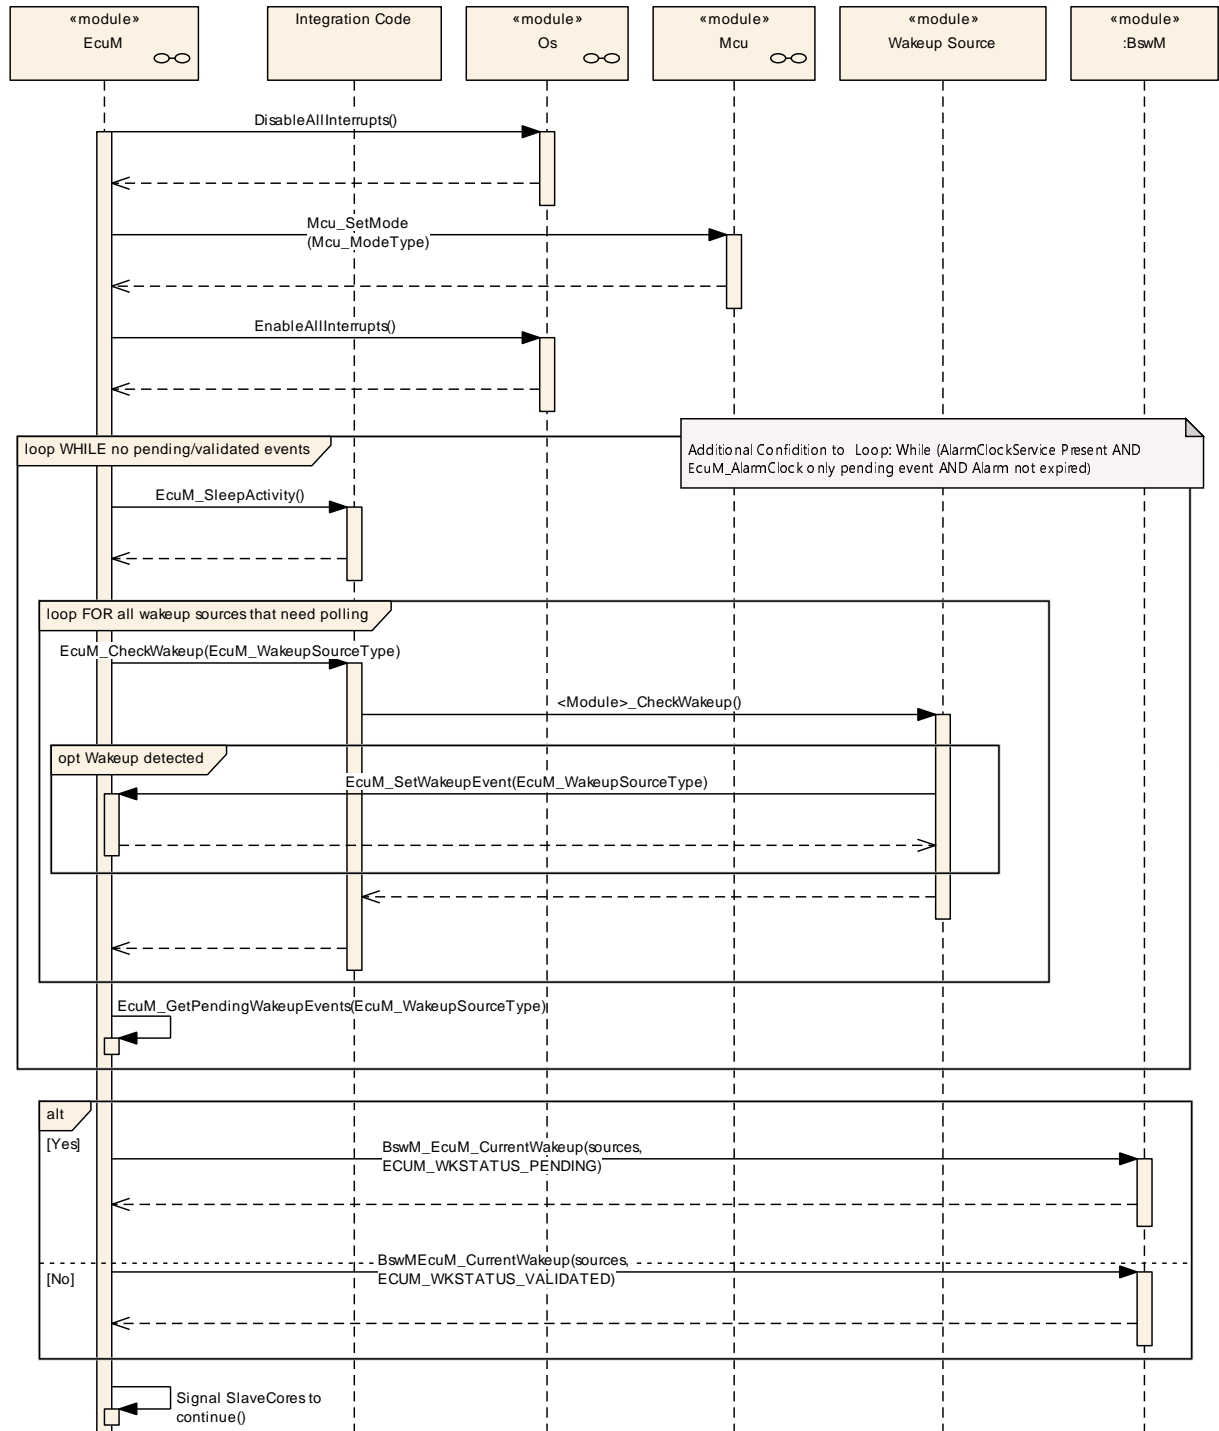 «module»
EcuM
Integration Code
«module»
Os
«module»
Mcu
«module»
Wakeup Source
«module»
:BswM
DisableAllInterrupts()
Mcu_SetMode
(Mcu_ModeType)
EnableAllInterrupts()
loop WHILE no pending/validated events
Additional Confidition to Loop: While (AlarmClockService Present AND
EcuM_AlarmClock only pending event AND Alarm not expired)
EcuM_SleepActivity()
loop FOR all wakeup sources that need polling
EcuM_CheckWakeup(EcuM_WakeupSourceType)
<Module>_CheckWakeup()
opt Wakeup detected
EcuM_SetWakeupEvent(EcuM_WakeupSourceType)
EcuM_GetPendingWakeupEvents(EcuM_WakeupSourceType)
alt
[Yes]
BswM_EcuM_CurrentWakeup(sources,
ECUM_WKSTATUS_PENDING)
BswMEcuM_CurrentWakeup(sources,
[No]
ECUM_WKSTATUS_VALIDATED)
Signal SlaveCores to
continue()